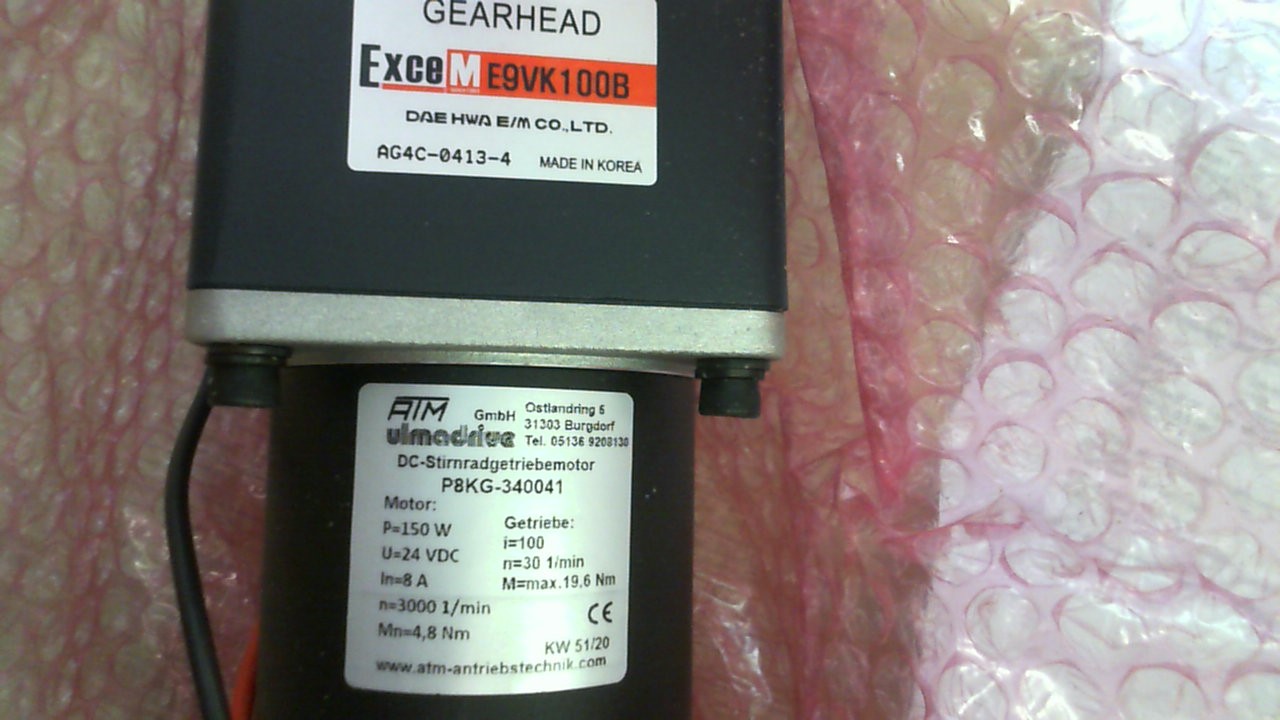 GEARHEAD
ExceM E9VK100B
DAE HWA E/M CO.,LTD.
AG4C-0413-4 MADE IN KOREA
ATM GmbH
ulmadrive
Ostlandring 5
31303 Burgdorf
Tel. 05136 9208130
DC-Stirnradgetriebemotor
P8KG-340041
Motor:
P=150 W
U=24 VDC
In=8 A
n=3000 1/min
Mn=4,8 Nm
Getriebe:
i=100
n=30 1/min
M=max.19.6 Nm
CE
KW 51/20
www.atm-antriebstechnik.com